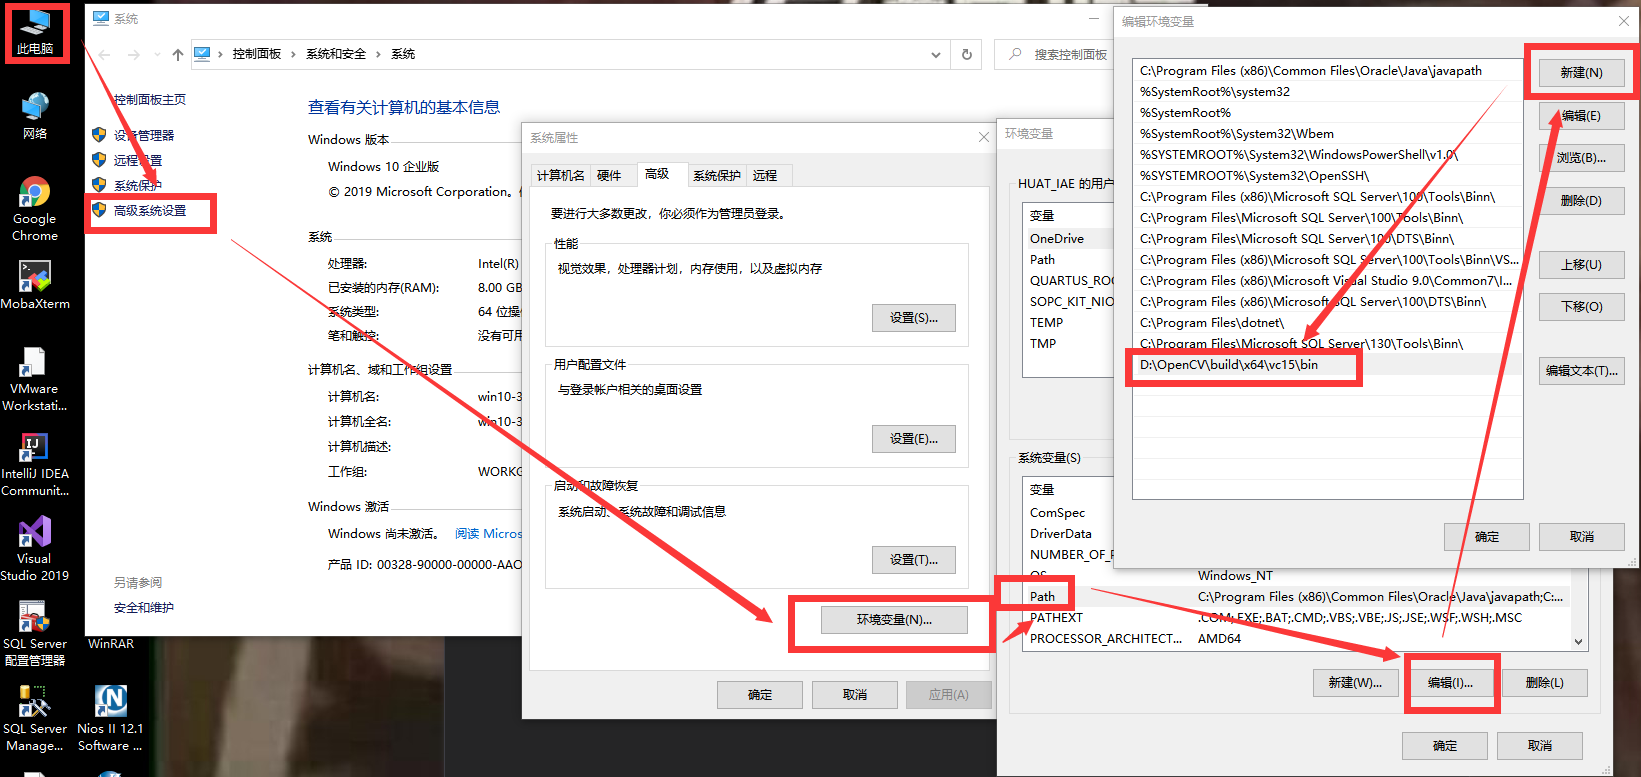 此电脑
网络
Google
Chrome
MobaXterm
VMware
Workstati...
IntelliJ IDEA
Communit...
Visual
Studio 2019
SQL Server
配置管理器
WinRAR
SQL Server
Manage...
Nios II 12.1
Software ...
系统
控制面板
系统和安全
系统
搜索控制面板
控制面板主页
设备管理器
远程设置
系统保护
高级系统设置
另请参阅
安全和维护
查看有关计算机的基本信息
Windows 版本
Windows 10 企业版
© 2019 Microsoft Corporation。
系统
处理器:
Intel(R)
已安装的内存(RAM):
8.00 GB
系统类型:
64 位操
笔和触控:
没有可用
计算机名、域和工作组设置
计算机名:
win10-3
计算机全名:
win10-3
计算机描述:
工作组:
WORKG
Windows 激活
Windows 尚未激活。 阅读 Micros
产品 ID: 00328-90000-00000-AAO
系统属性
计算机名
硬件
高级
系统保护
远程
要进行大多数更改，你必须作为管理员登录。
性能
视觉效果，处理器计划，内存使用，以及虚拟内存
设置(S)...
用户配置文件
与登录帐户相关的桌面设置
设置(E)...
启动和故障恢复
系统启动、系统故障和调试信息
设置(T)...
环境变量(N)...
确定
取消
应用(A)
环境变量
HUAT_IAE 的用户
变量
OneDrive
Path
QUARTUS_ROO
SOPC_KIT_NIO
TEMP
TMP
系统变量(S)
变量
ComSpec
DriverData
NUMBER_OF_P
OS
Windows_NT
Path
C:\Program Files (x86)\Common Files\Oracle\Java\javapath;C:...
PATHEXT
.COM;.EXE;.BAT;.CMD;.VBS;.VBE;.JS;.JSE;.WSF;.WSH;.MSC
PROCESSOR_ARCHITECT...
AMD64
新建(W)...
编辑(I)...
删除(L)
确定
取消
编辑环境变量
C:\Program Files (x86)\Common Files\Oracle\Java\javapath
%SystemRoot%\system32
%SystemRoot%
%SystemRoot%\System32\Wbem
%SYSTEMROOT%\System32\WindowsPowerShell\v1.0\
%SYSTEMROOT%\System32\OpenSSH\
C:\Program Files (x86)\Microsoft SQL Server\100\Tools\Binn\
C:\Program Files\Microsoft SQL Server\100\Tools\Binn\
C:\Program Files\Microsoft SQL Server\100\DTS\Binn\
C:\Program Files (x86)\Microsoft SQL Server\100\Tools\Binn\VS...
C:\Program Files (x86)\Microsoft Visual Studio 9.0\Common7\I...
C:\Program Files (x86)\Microsoft SQL Server\100\DTS\Binn\
C:\Program Files\dotnet\
C:\Program Files\Microsoft SQL Server\130\Tools\Binn\
D:\OpenCV\build\x64\vc15\bin
新建(N)
编辑(E)
浏览(B)...
删除(D)
上移(U)
下移(O)
编辑文本(T)...
确定
取消